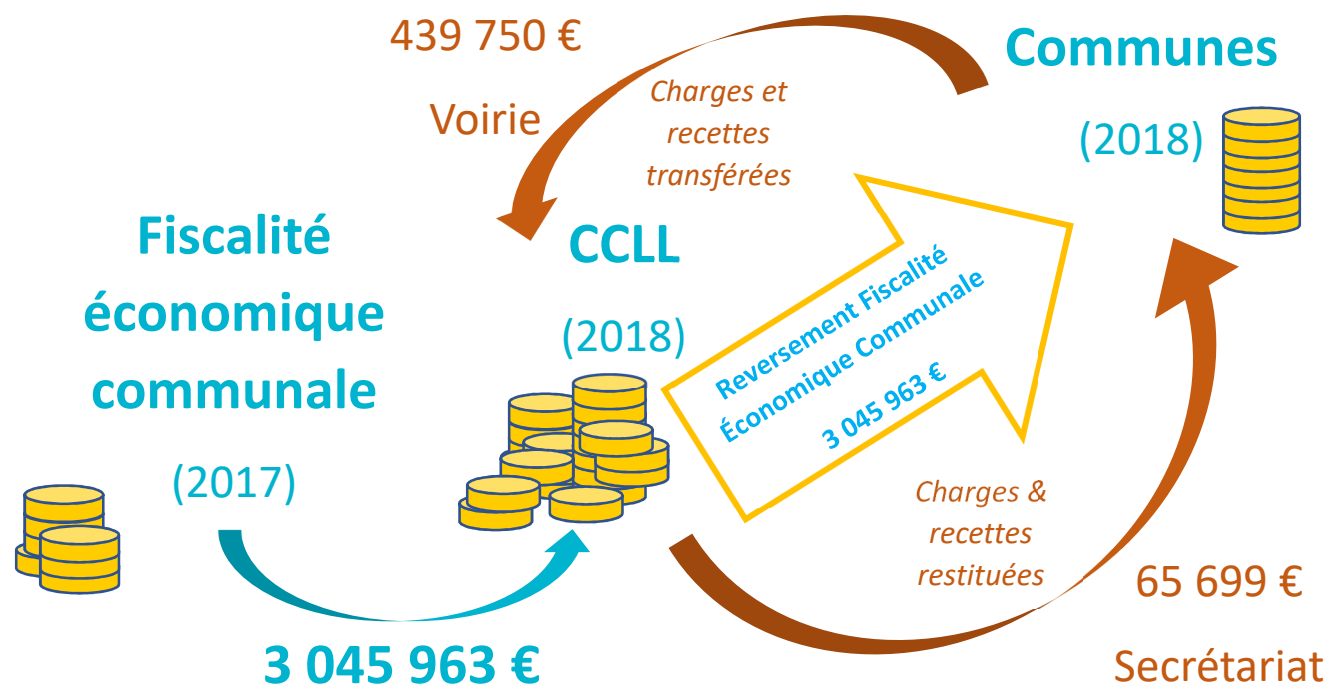 439 750 €
Voirie
Charges et
recettes
transférées
Communes
(2018)
Fiscalité
économique
communale
(2017)
CCLL
(2018)
Reversement Fiscalité
Économique Communale
3 045 963 €
Charges &
recettes
restituées
65 699 €
Secrétariat
3 045 963 €